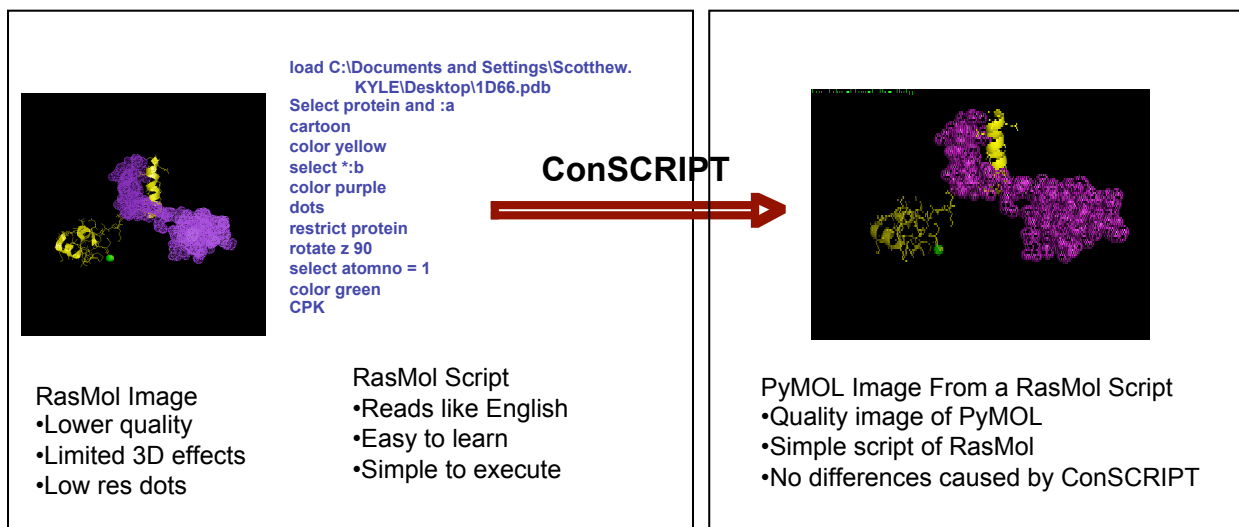 load C:\Documents and Settings\Scotthew.
KYLE\Desktop\1D66.pdb
Select protein and :a
cartoon
color yellow
select *:b
color purple
dots
restrict protein
rotate z 90
select atomno = 1
color green
CPK
RasMol Image
•Lower quality
•Limited 3D effects
•Low res dots
RasMol Script
•Reads like English
•Easy to learn
•Simple to execute
ConSCRIPT
PyMOL Image From a RasMol Script
•Quality image of PyMOL
•Simple script of RasMol
•No differences caused by ConSCRIPT